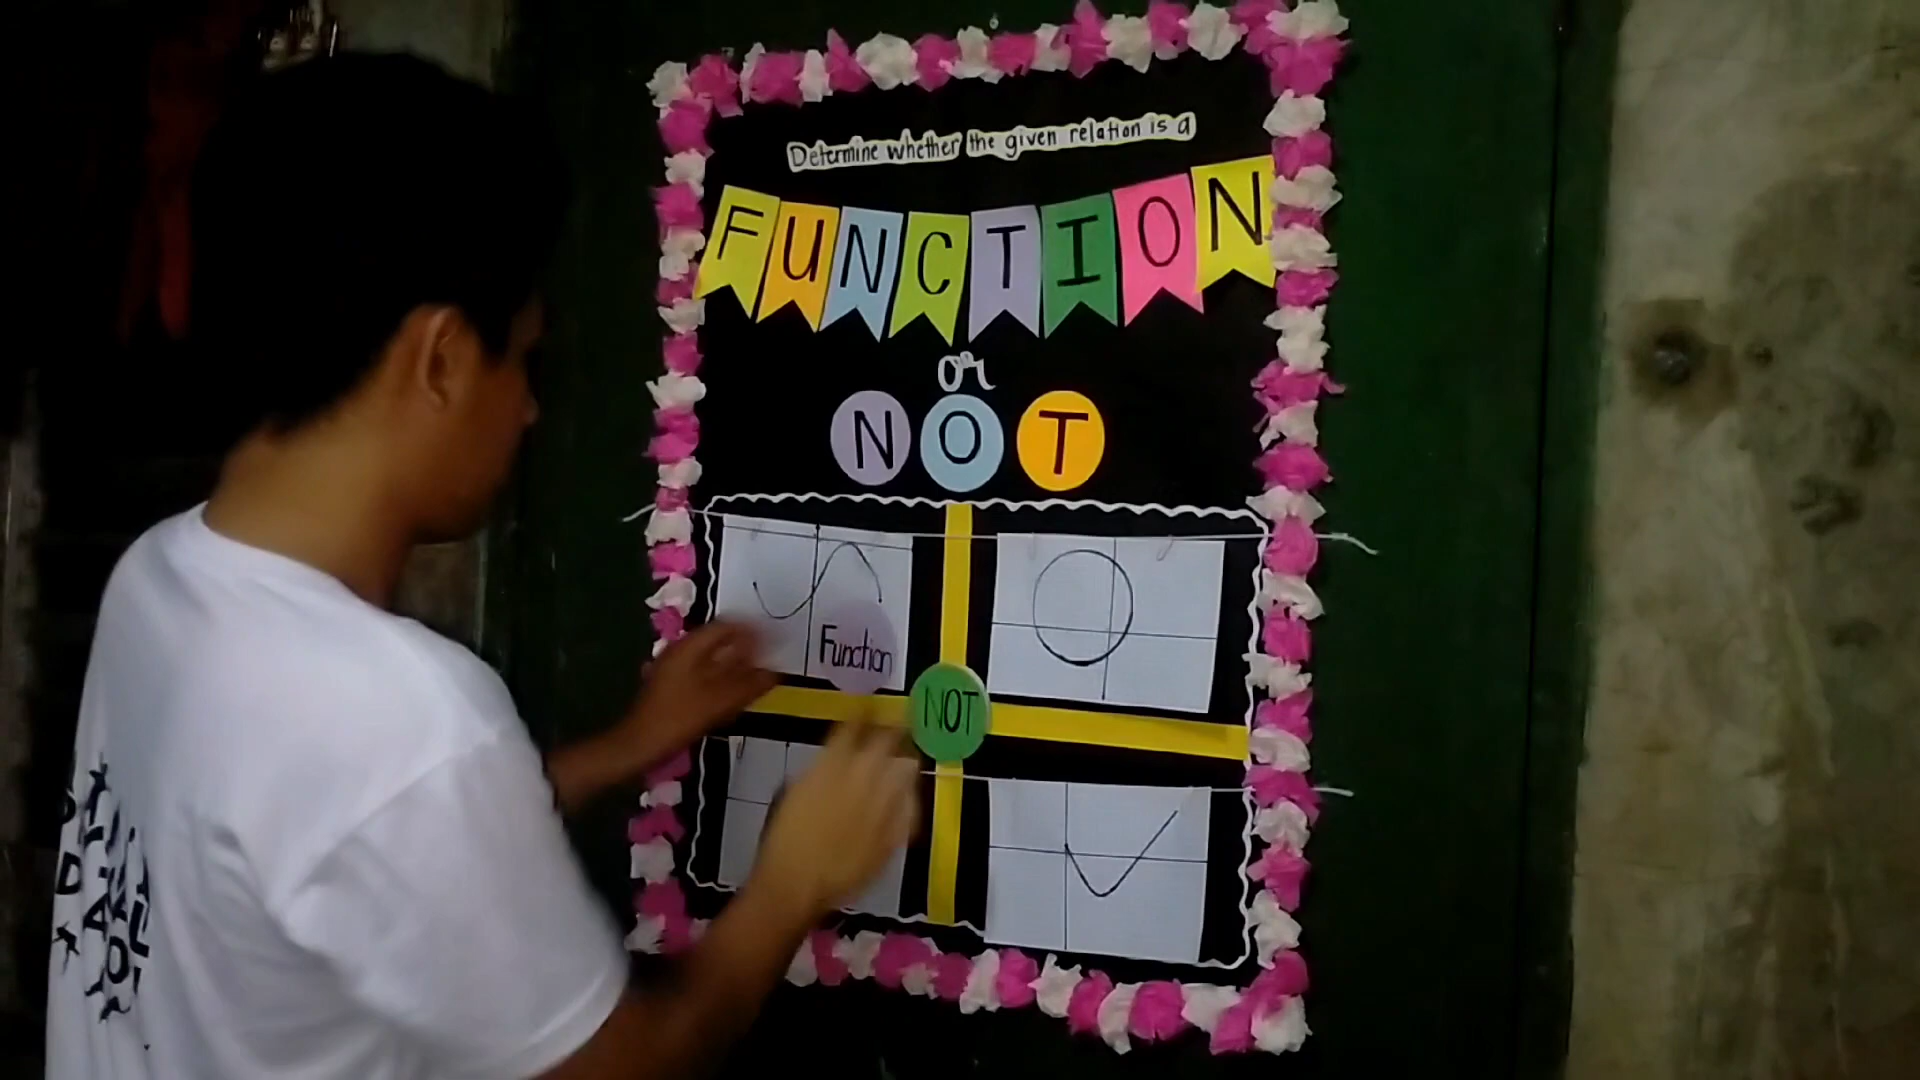 Determine whether the given relation is a
FUNCTION
or
NOT
Function
NOT